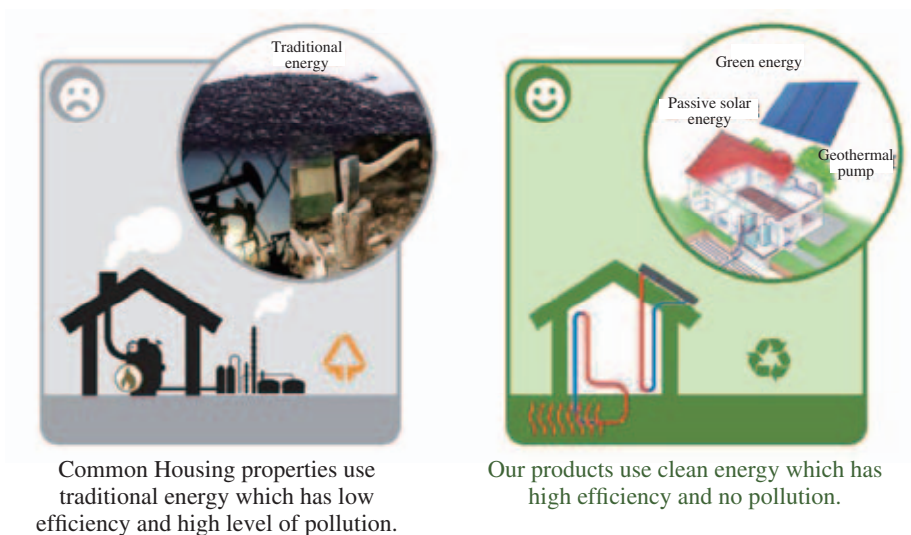 Traditional
energy
Green energy
Passive solar
energy
Geothermal
pump
Common Housing properties use
traditional energy which has low
efficiency and high level of pollution.
Our products use clean energy which has
high efficiency and no pollution.